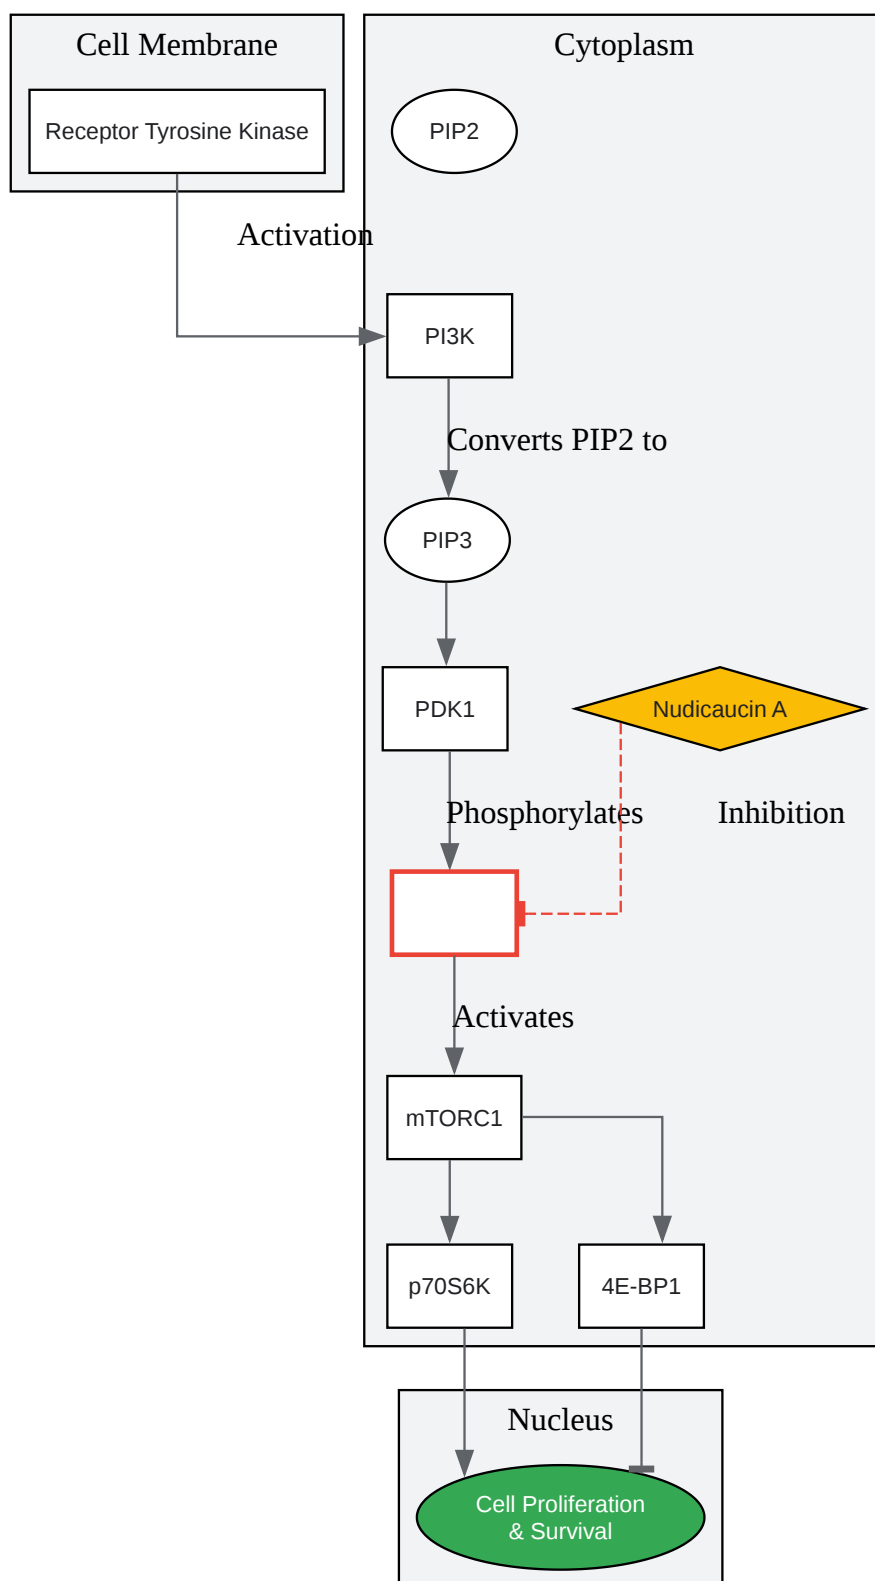 Cell Membrane
Cytoplasm
Receptor Tyrosine Kinase
PIP2
Activation
PI3K
Converts PIP2 to
PIP3
PDK1
Nudicaucin A
Phosphorylates
Inhibition
Activates
mTORC1
p70S6K
4E-BP1
Nucleus
Cell Proliferation
& Survival